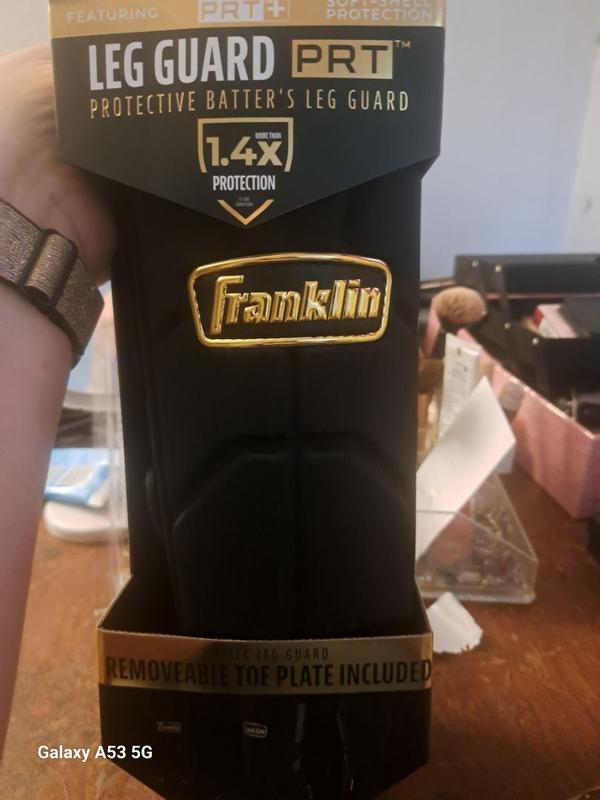 FEATURING PRT+ SOFT-SHELL PROTECTION
LEG GUARD PRT™
PROTECTIVE BATTER'S LEG GUARD
MORE THAN
1.4X
PROTECTION
Franklin
LEG GUARD
REMOVEABLE TOE PLATE INCLUDED
Franklin
Galaxy A53 5G